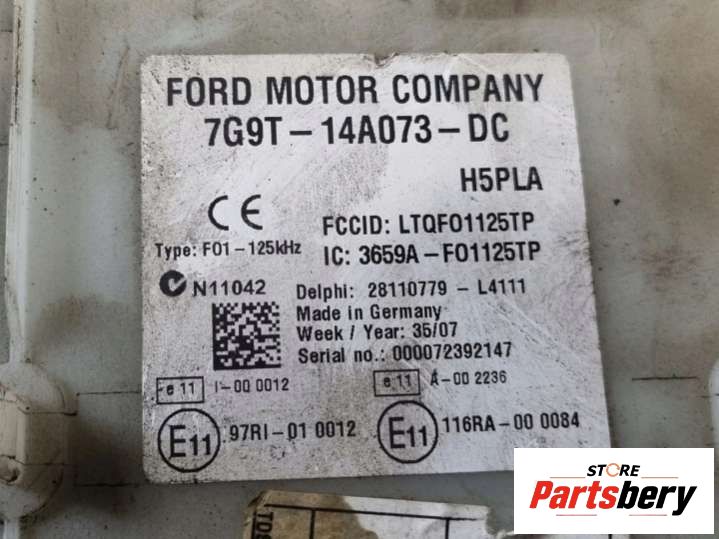 FORD MOTOR COMPANY
7G9T-14A073-DC
H5PLA
CE
FCCID: LTQFO1125TP
Type: FO1-125kHz
IC: 3659A-FO1125TP
N11042
Delphi: 28110779 - L4111
Made in Germany
Week / Year: 35/07
Serial no.: 000072392147
e 11 I-00 0012
e 11 A-00 2236
E11 97RI-01 0012
E11 116RA-00 0084
STORE
Partsbery